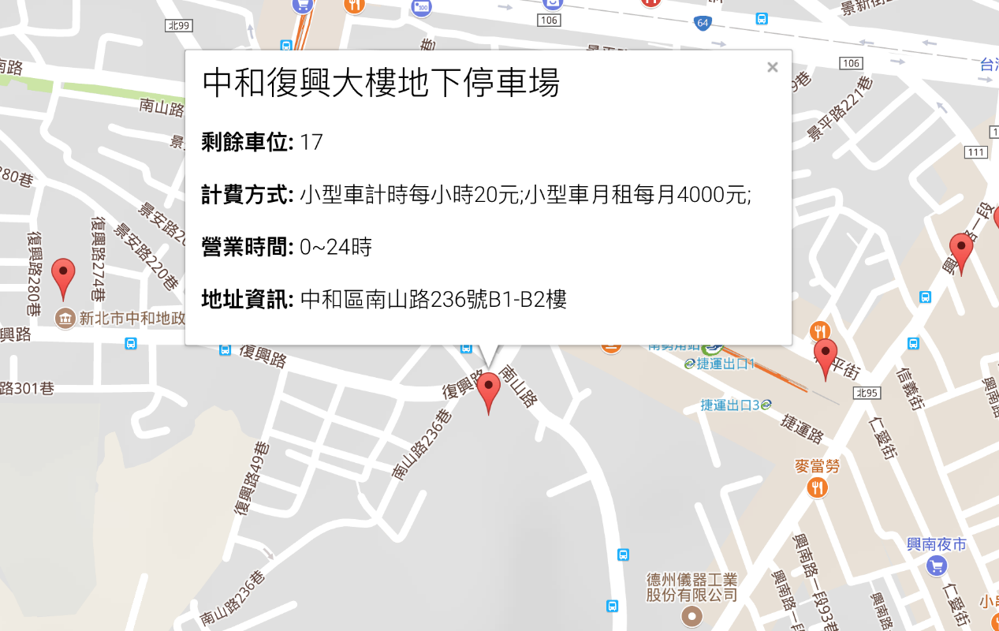 北99
106
64
景新街
106
台
南路
中和復興大樓地下停車場
南山路
景平路221巷
剩餘車位: 17
111
280巷
計費方式: 小型車計時每小時20元;小型車月租每月4000元;
景安路
復興路280巷
復興路274巷
景安路220巷
營業時間: 0~24時
地址資訊: 中和區南山路236號B1-B2樓
新北市中和地政
興路
復興路
南勢角站
捷運出口1
平街
路301巷
復興路
南山路
北95
信義街
捷運出口3
捷運路
仁愛街
南山路236巷
復興路49巷
麥當勞
興南夜市
興南路一段93巷
德州儀器工業
股份有限公司
興南路一段
興南路
仁愛街
南山路236巷